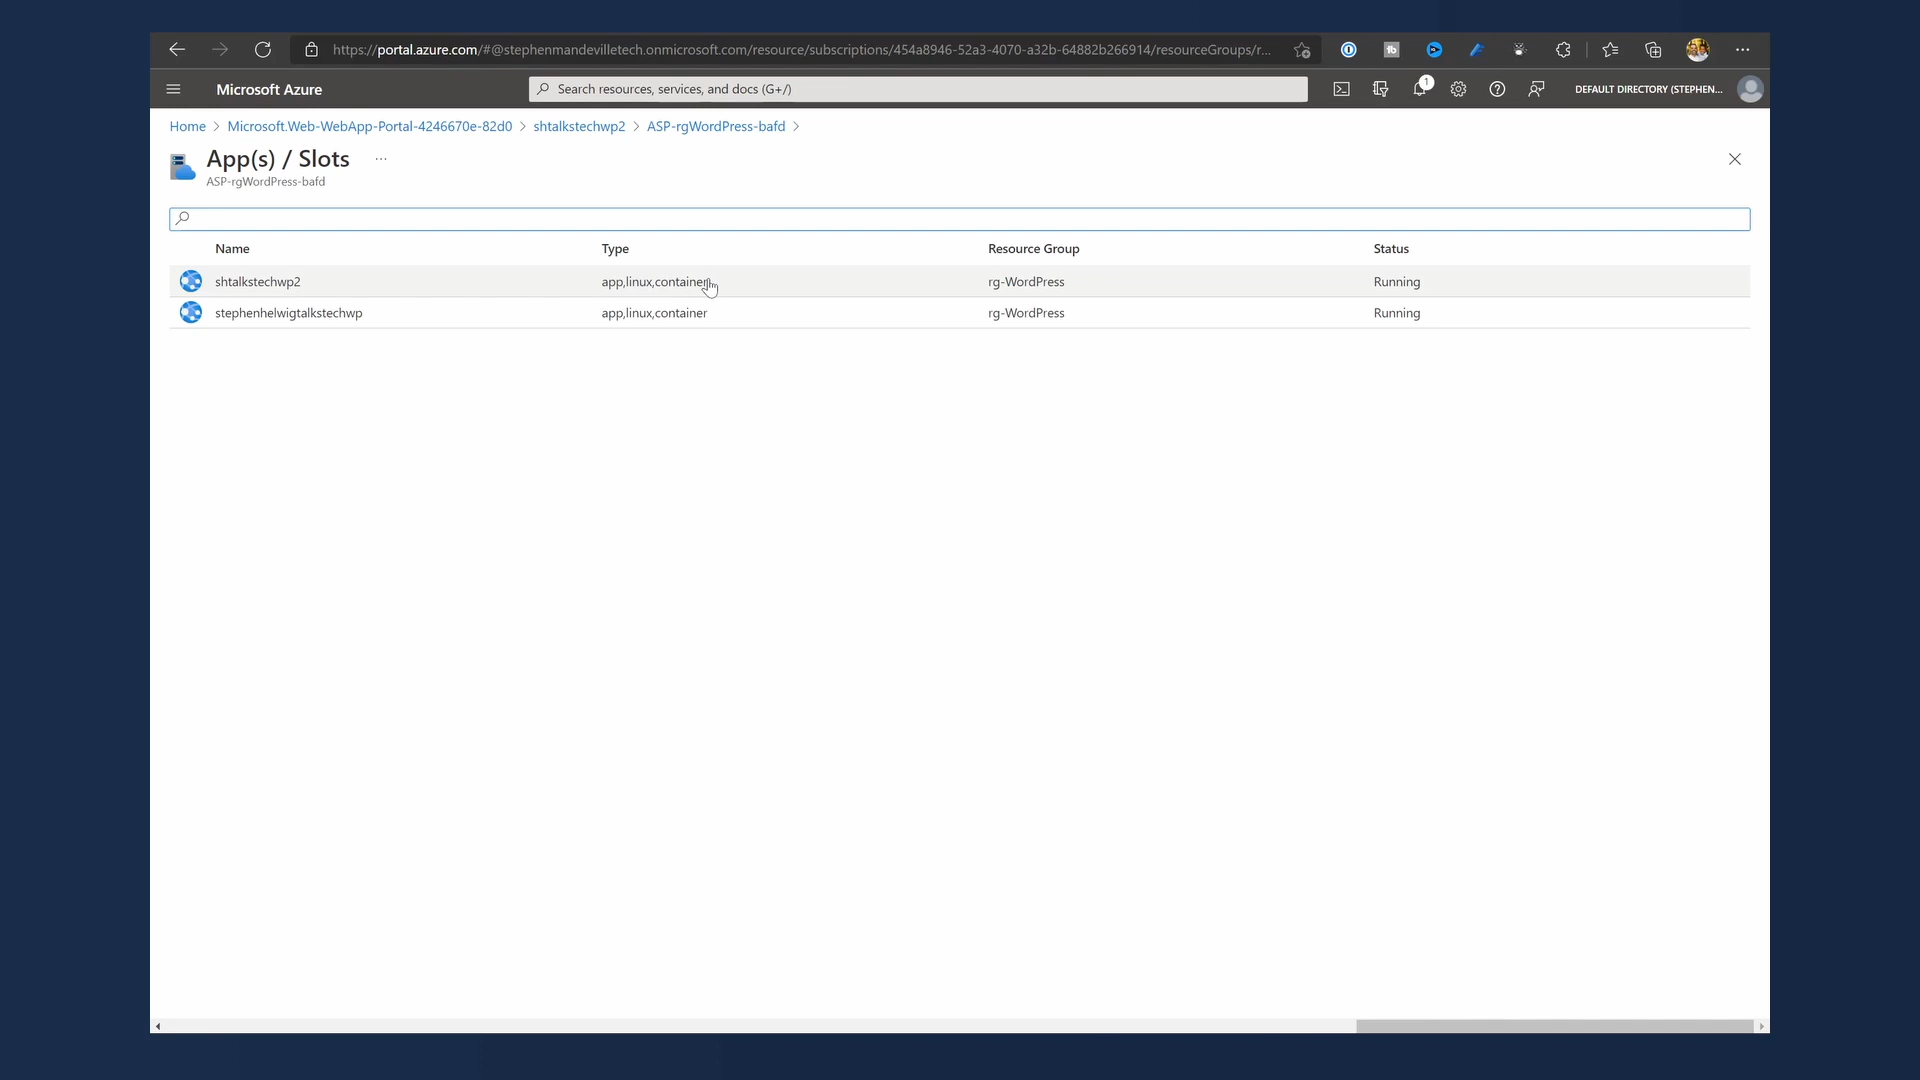 https://portal.azure.com/#@stephenmandevilletech.onmicrosoft.com/resource/subscriptions/454a8946-52a3-4070-a32b-64882b266914/resourceGroups/r...
Microsoft Azure
Search resources, services, and docs (G+/)
1
DEFAULT DIRECTORY (STEPHEN...
Home > Microsoft.Web-WebApp-Portal-4246670e-82d0 > shtalkstechwp2 > ASP-rgWordPress-bafd >
App(s) / Slots ...
ASP-rgWordPress-bafd
Name Type Resource Group Status
shtalkstechwp2 app,linux,container rg-WordPress Running
stephenhelwigtalkstechwp app,linux,container rg-WordPress Running